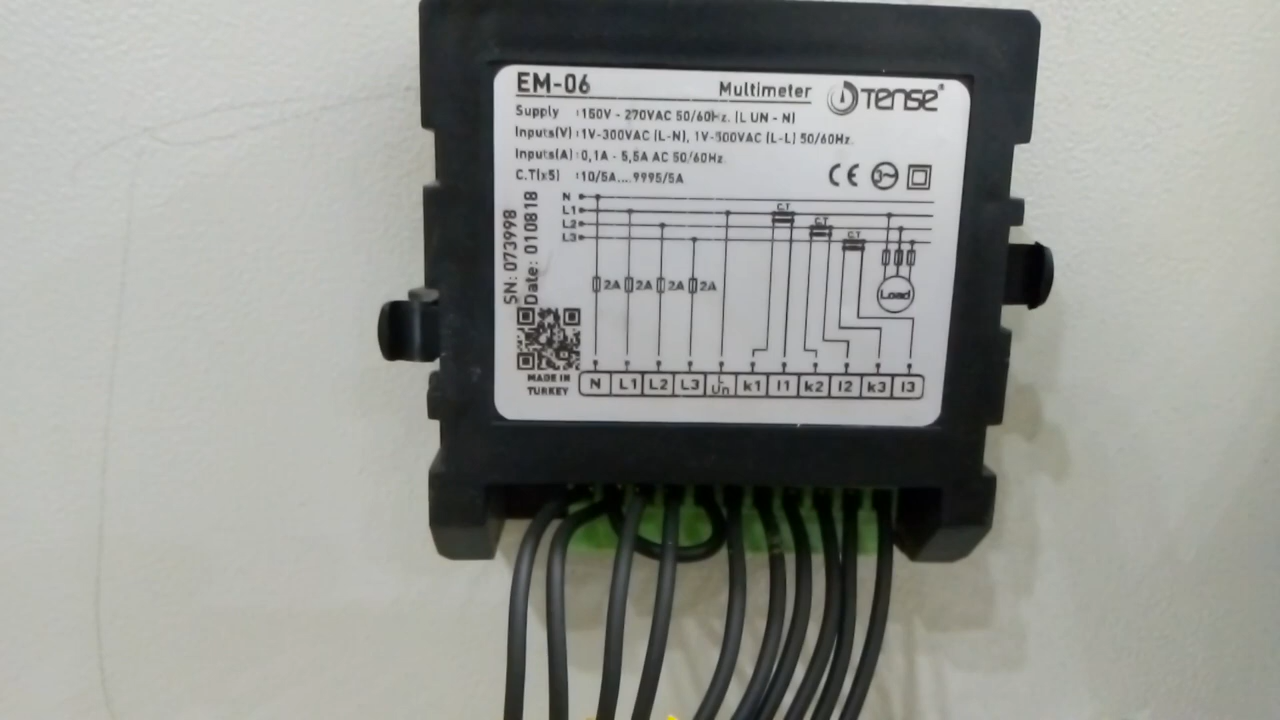 EM-06 Multimeter TENSE®
Supply :150V - 270VAC 50/60Hz. (L UN - N)
Inputs(V) :1V-300VAC (L-N), 1V-500VAC (L-L) 50/60Hz.
Inputs(A) :0,1A - 5,5A AC 50/60Hz.
C.T(x5) :10/5A....9995/5A
CE
SN: 073998
Date: 010818
N
L1
L2
L3
C.T
C.T
C.T
2A 2A 2A 2A
Load
MADE IN
TURKEY
N L1 L2 L3 Un k1 l1 k2 l2 k3 l3